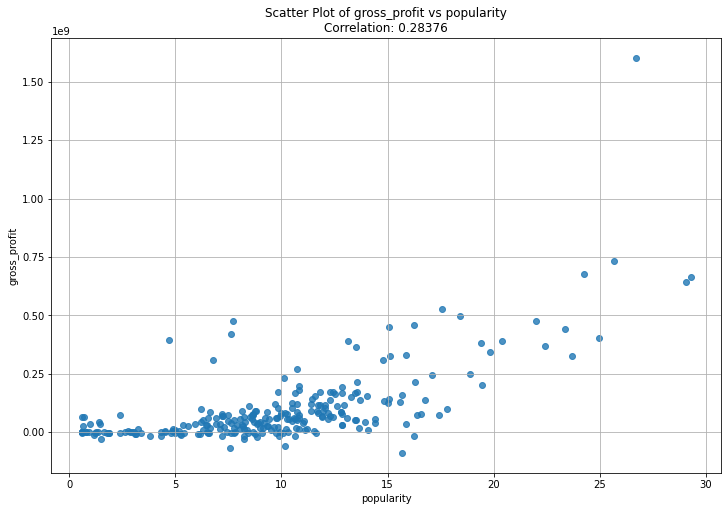 Scatter Plot of gross_profit vs popularity
Correlation: 0.28376
1e9
1.50
1.25
1.00
0.75
0.50
0.25
0.00
gross_profit
0 5 10 15 20 25 30
popularity